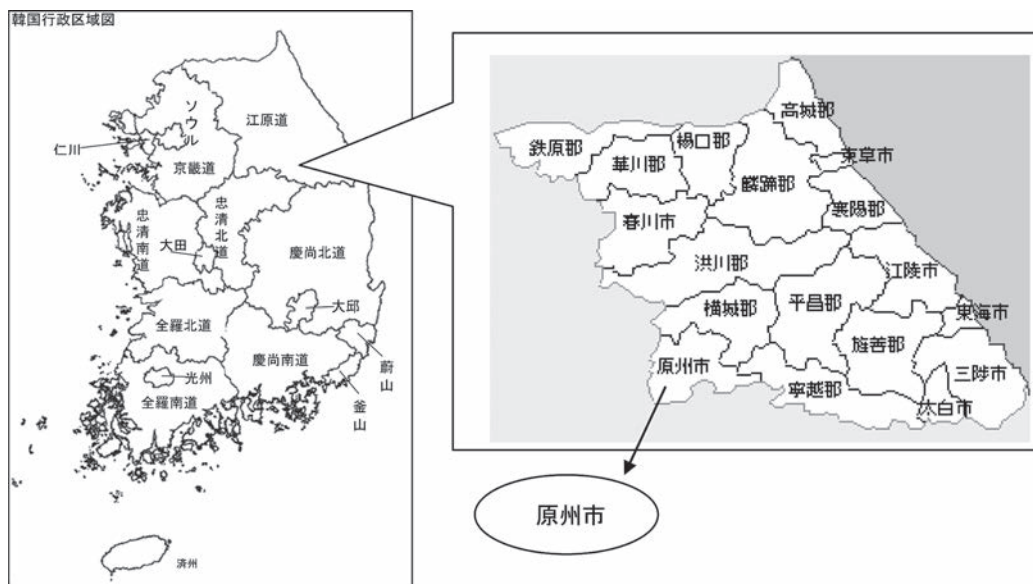 韓国行政区域図
ソウル
江原道
仁川
京畿道
忠清南道
忠清北道
大田
慶尚北道
大邱
全羅北道
慶尚南道
蔚山
光州
釜山
全羅南道
済州
高城郡
鉄原郡
華川郡
楊口郡
麟蹄郡
束草市
襄陽郡
春川市
洪川郡
江陵市
横城郡
平昌郡
東海市
旌善郡
原州市
三陟市
寧越郡
太白市
原州市